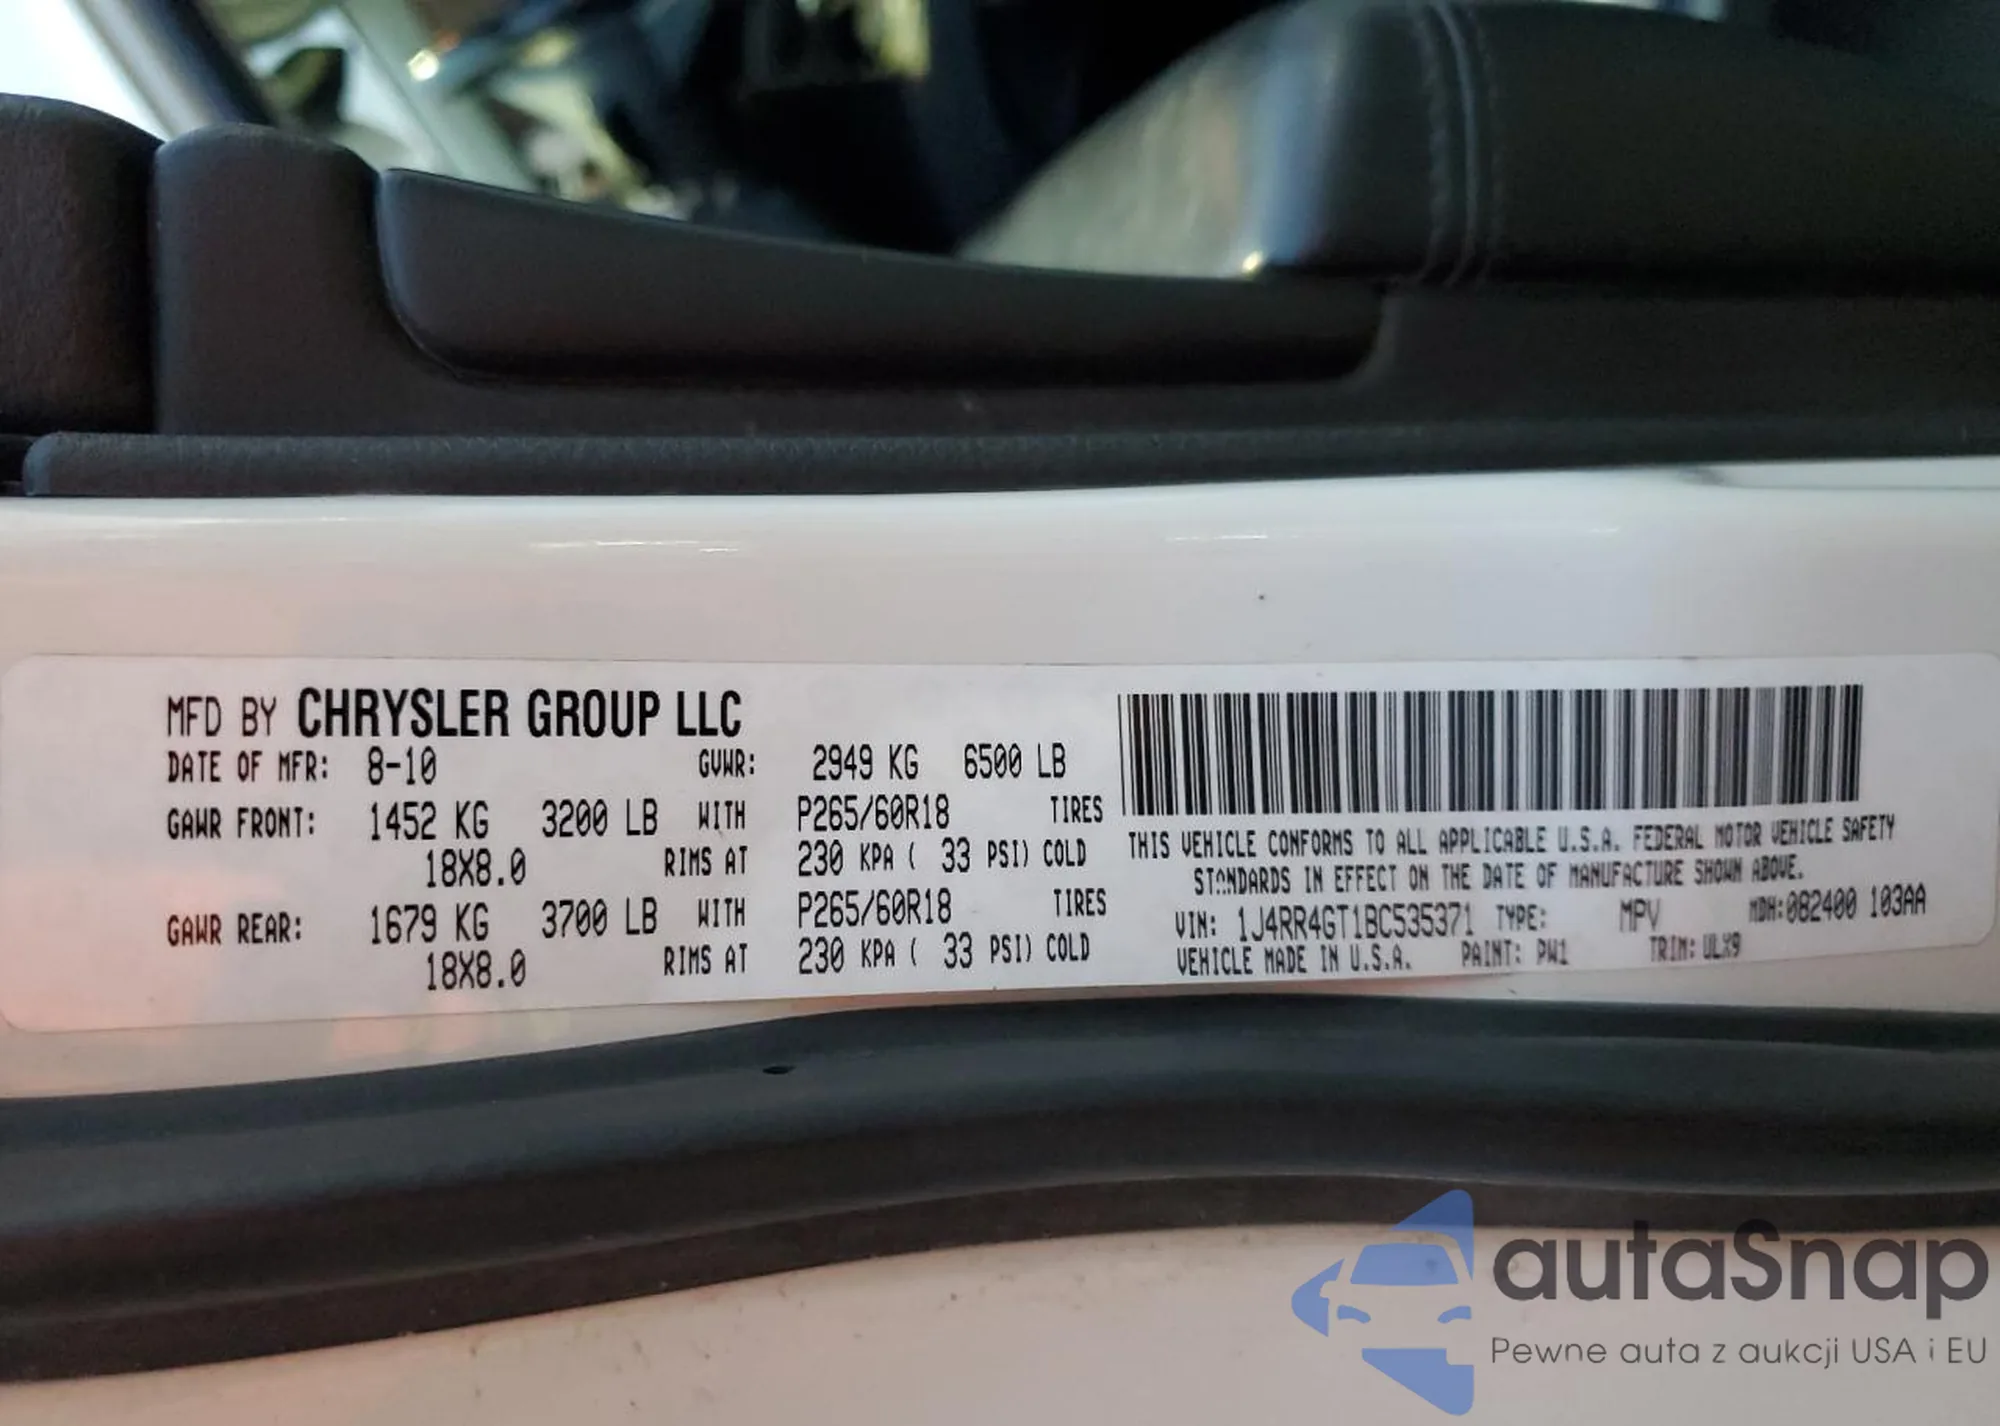 MFD BY CHRYSLER GROUP LLC
DATE OF MFR: 8-10 GVWR: 2949 KG 6500 LB
GAWR FRONT: 1452 KG 3200 LB WITH P265/60R18 TIRES
18X8.0 RIMS AT 230 KPA ( 33 PSI) COLD
GAWR REAR: 1679 KG 3700 LB WITH P265/60R18 TIRES
18X8.0 RIMS AT 230 KPA ( 33 PSI) COLD
THIS VEHICLE CONFORMS TO ALL APPLICABLE U.S.A. FEDERAL MOTOR VEHICLE SAFETY
STANDARDS IN EFFECT ON THE DATE OF MANUFACTURE SHOWN ABOVE.
VIN: 1J4RR4GT1BC535371 TYPE: MPV MDH:082400 103AA
VEHICLE MADE IN U.S.A. PAINT: PW1 TRIM: ULX9
autaSnap
Pewne auta z aukcji USA i EU